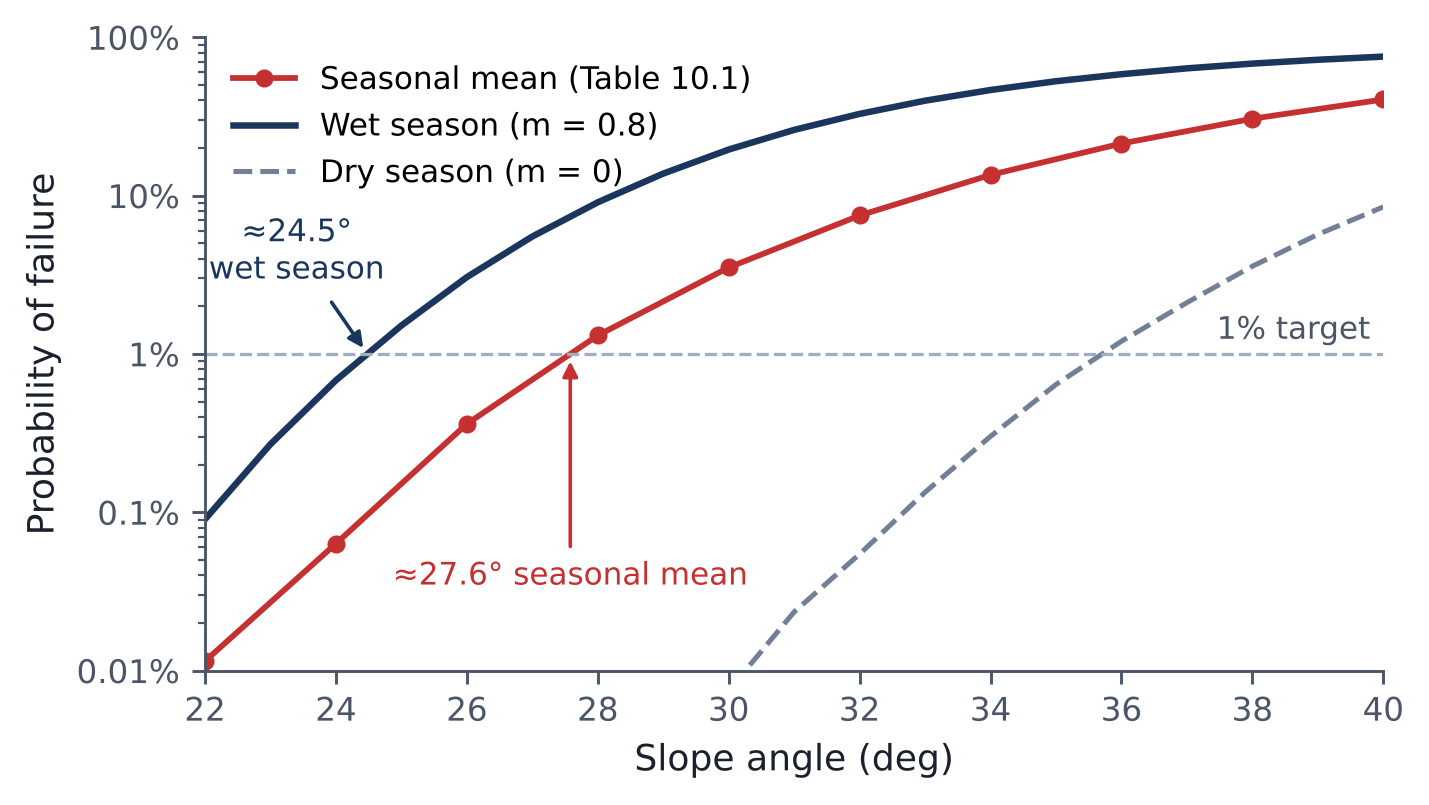 100%
10%
1%
0.1%
0.01%
Probability of failure
Seasonal mean (Table 10.1)
Wet season (m = 0.8)
Dry season (m = 0)
≈24.5°
wet season
1% target
≈27.6° seasonal mean
22 24 26 28 30 32 34 36 38 40
Slope angle (deg)